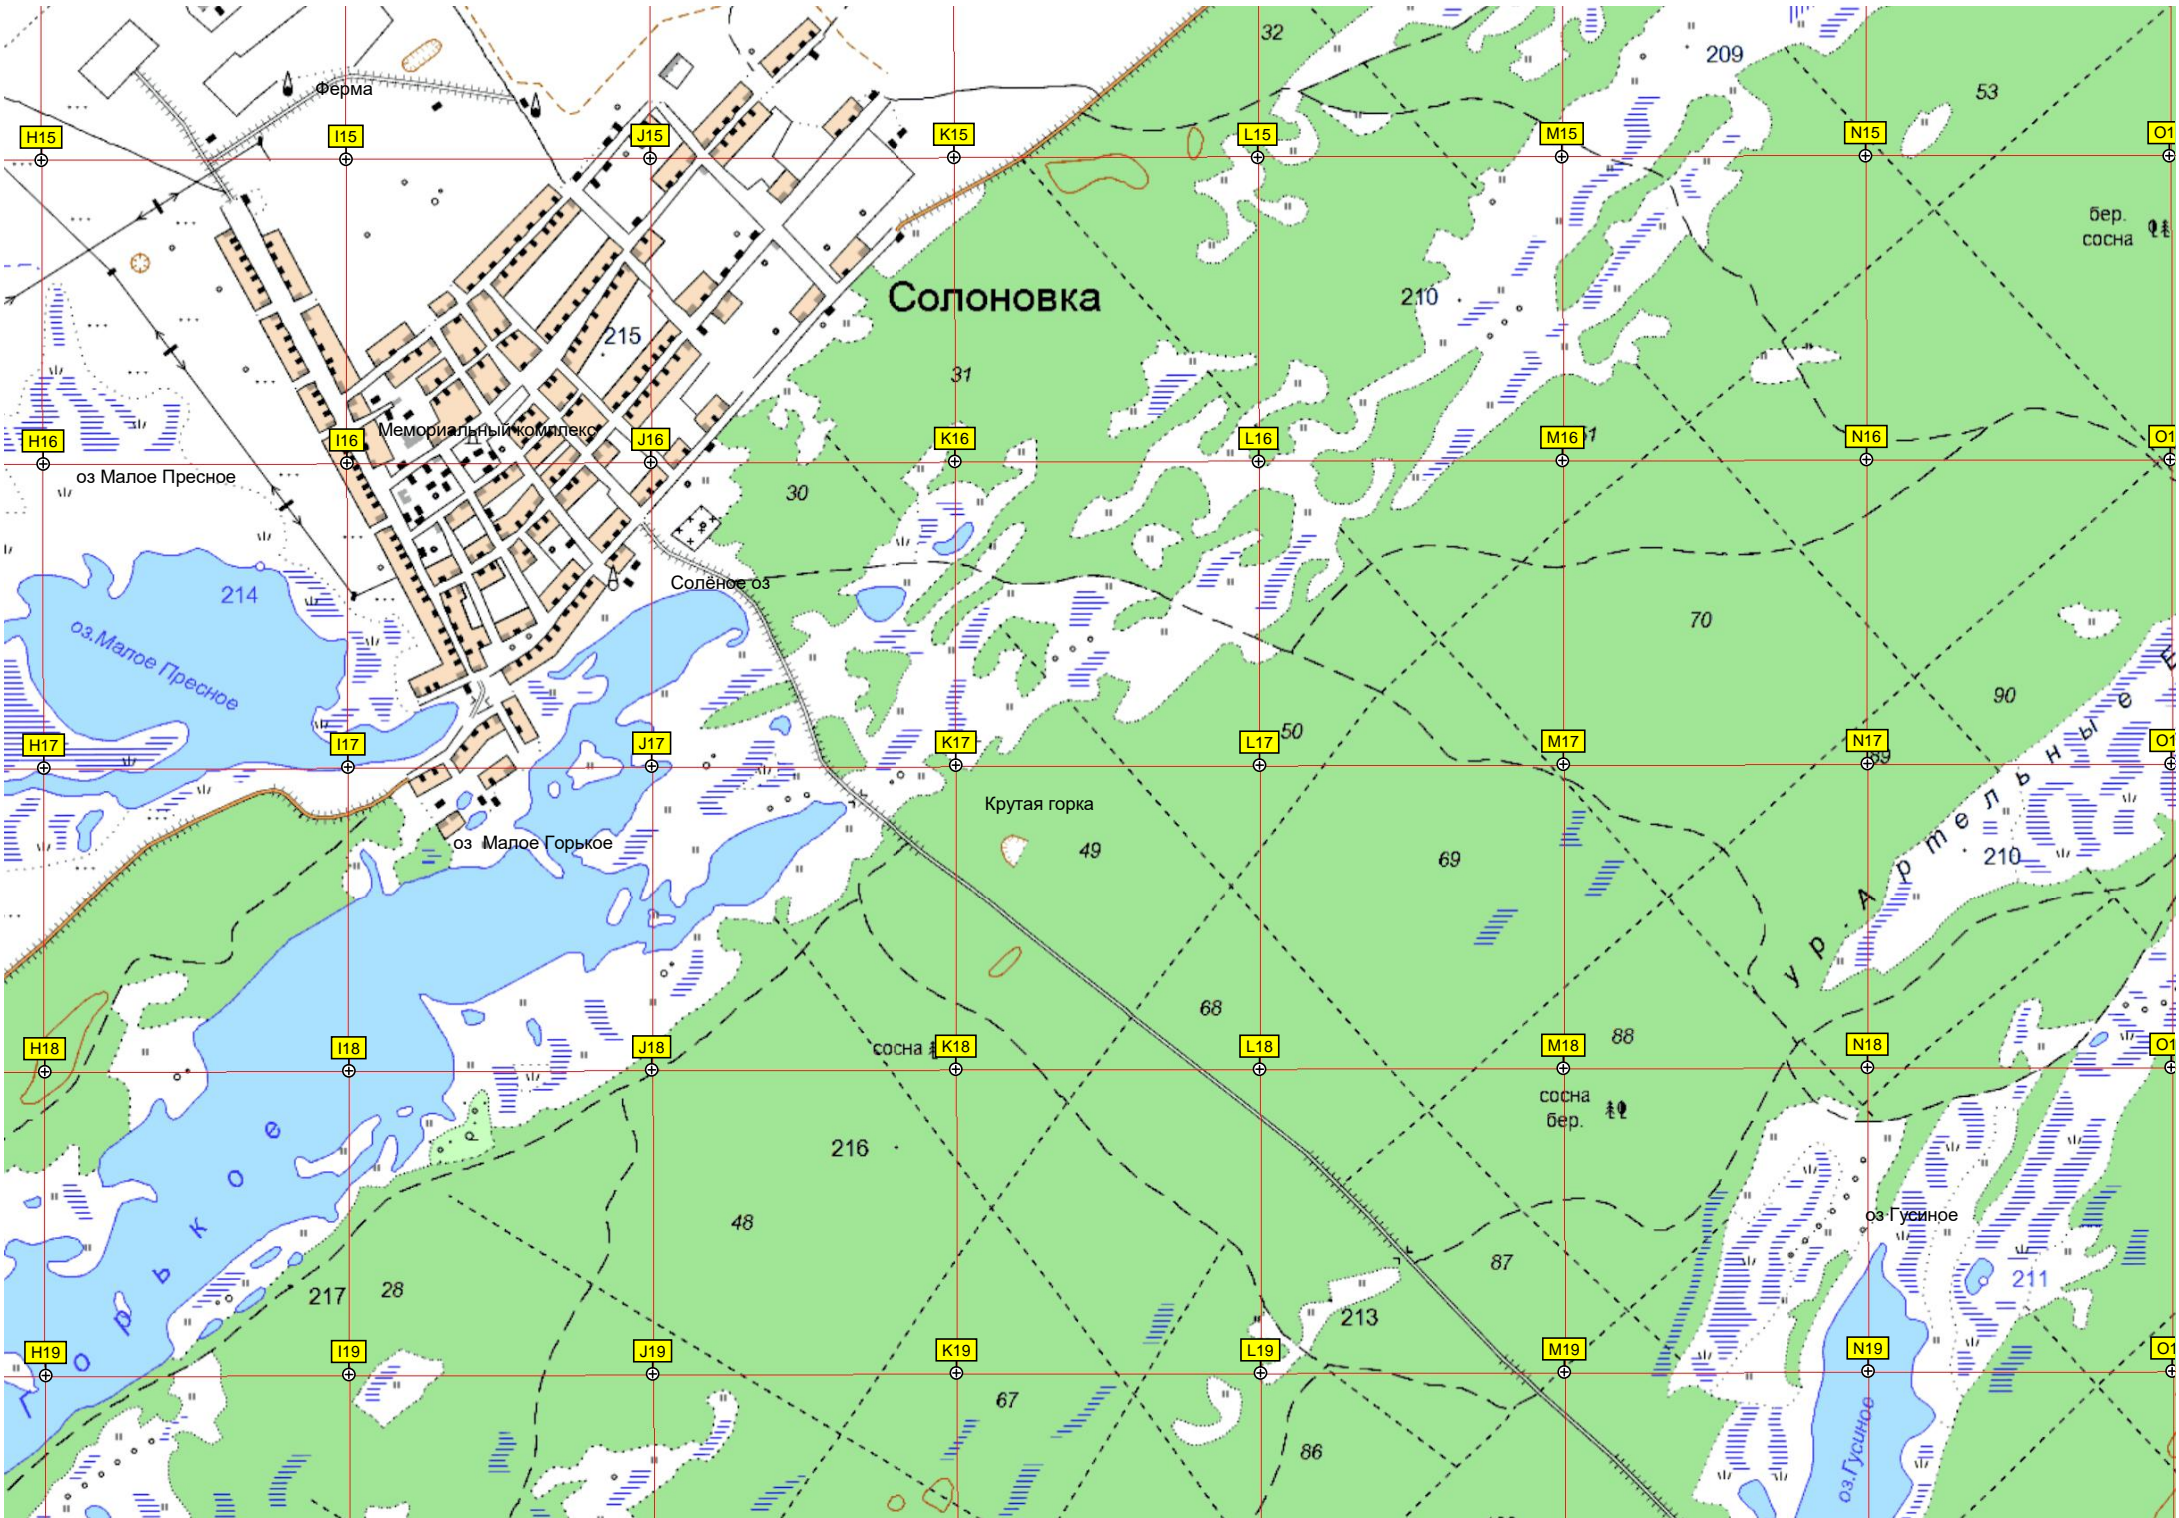 32
209
53
Ферма
H15
I15
J15
K15
L15
M15
N15
O1
бер.
сосна
Солоновка
210
215
31
Мемориальный комплекс
H16
I16
J16
K16
L16
M16
N16
O1
оз Малое Пресное
30
214
Солёное оз
оз.Малое Пресное
70
90
50
H17
I17
J17
K17
L17
M17
N17
O1
89
Крутая горка
оз Малое Горькое
49
69
210
ур. Артельные
68
88
H18
I18
J18
K18
L18
M18
N18
O1
сосна
сосна
бер.
216
48
оз Гусиное
87
211
217
28
213
Горькое
H19
I19
J19
K19
L19
M19
N19
O1
67
86
оз.Гусиное